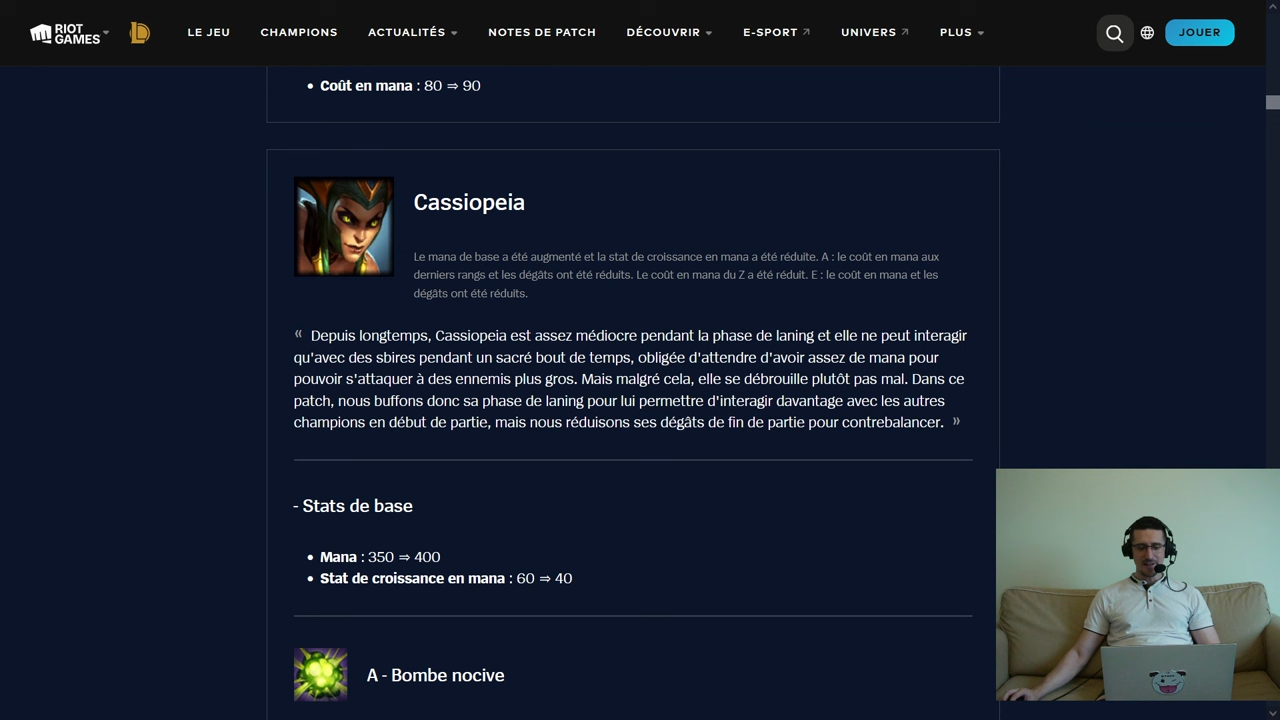 RIOT GAMES
LE JEU
CHAMPIONS
ACTUALITÉS
NOTES DE PATCH
DÉCOUVRIR
E-SPORT
UNIVERS
PLUS
JOUER
• Coût en mana : 80 ⇒ 90
Cassiopeia
Le mana de base a été augmenté et la stat de croissance en mana a été réduite. A : le coût en mana aux
derniers rangs et les dégâts ont été réduits. Le coût en mana du Z a été réduit. E : le coût en mana et les
dégâts ont été réduits.
« Depuis longtemps, Cassiopeia est assez médiocre pendant la phase de laning et elle ne peut interagir
qu'avec des sbires pendant un sacré bout de temps, obligée d'attendre d'avoir assez de mana pour
pouvoir s'attaquer à des ennemis plus gros. Mais malgré cela, elle se débrouille plutôt pas mal. Dans ce
patch, nous buffons donc sa phase de laning pour lui permettre d'interagir davantage avec les autres
champions en début de partie, mais nous réduisons ses dégâts de fin de partie pour contrebalancer. »
- Stats de base
• Mana : 350 ⇒ 400
• Stat de croissance en mana : 60 ⇒ 40
A - Bombe nocive